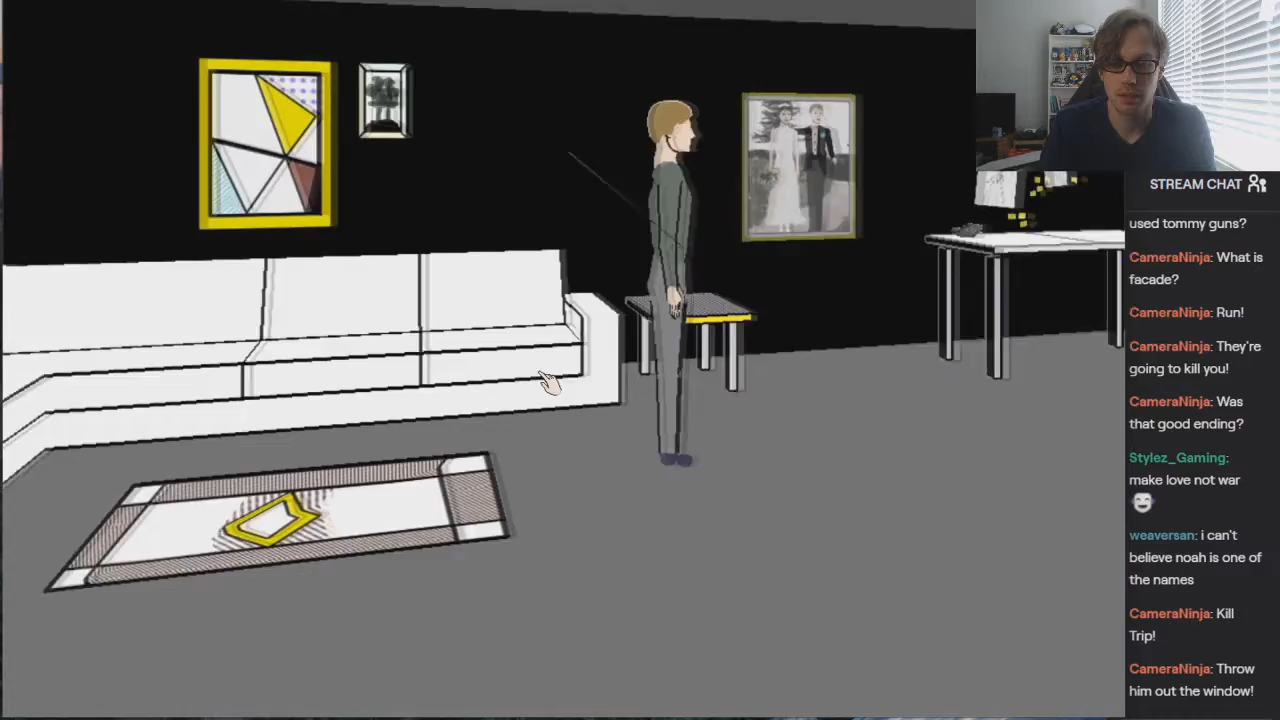 STREAM CHAT
used tommy guns?
CameraNinja: What is
facade?
CameraNinja: Run!
CameraNinja: They're
going to kill you!
CameraNinja: Was
that good ending?
Stylez_Gaming:
make love not war
weaversan: i can't
believe noah is one of
the names
CameraNinja: Kill
Trip!
CameraNinja: Throw
him out the window!